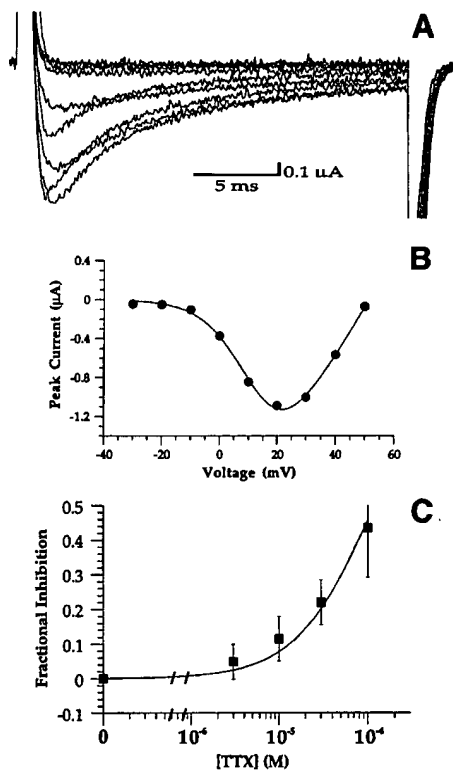 A
0.1 uA
5 ms
B
0.4
0
-0.4
-0.8
-1.2
Peak Current (µA)
-40 -20 0 20 40 60
Voltage (mV)
C
0.5
0.4
0.3
0.2
0.1
0
-0.1
Fractional Inhibition
0 10⁻⁶ 10⁻⁵ 10⁻⁴
[TTX] (M)